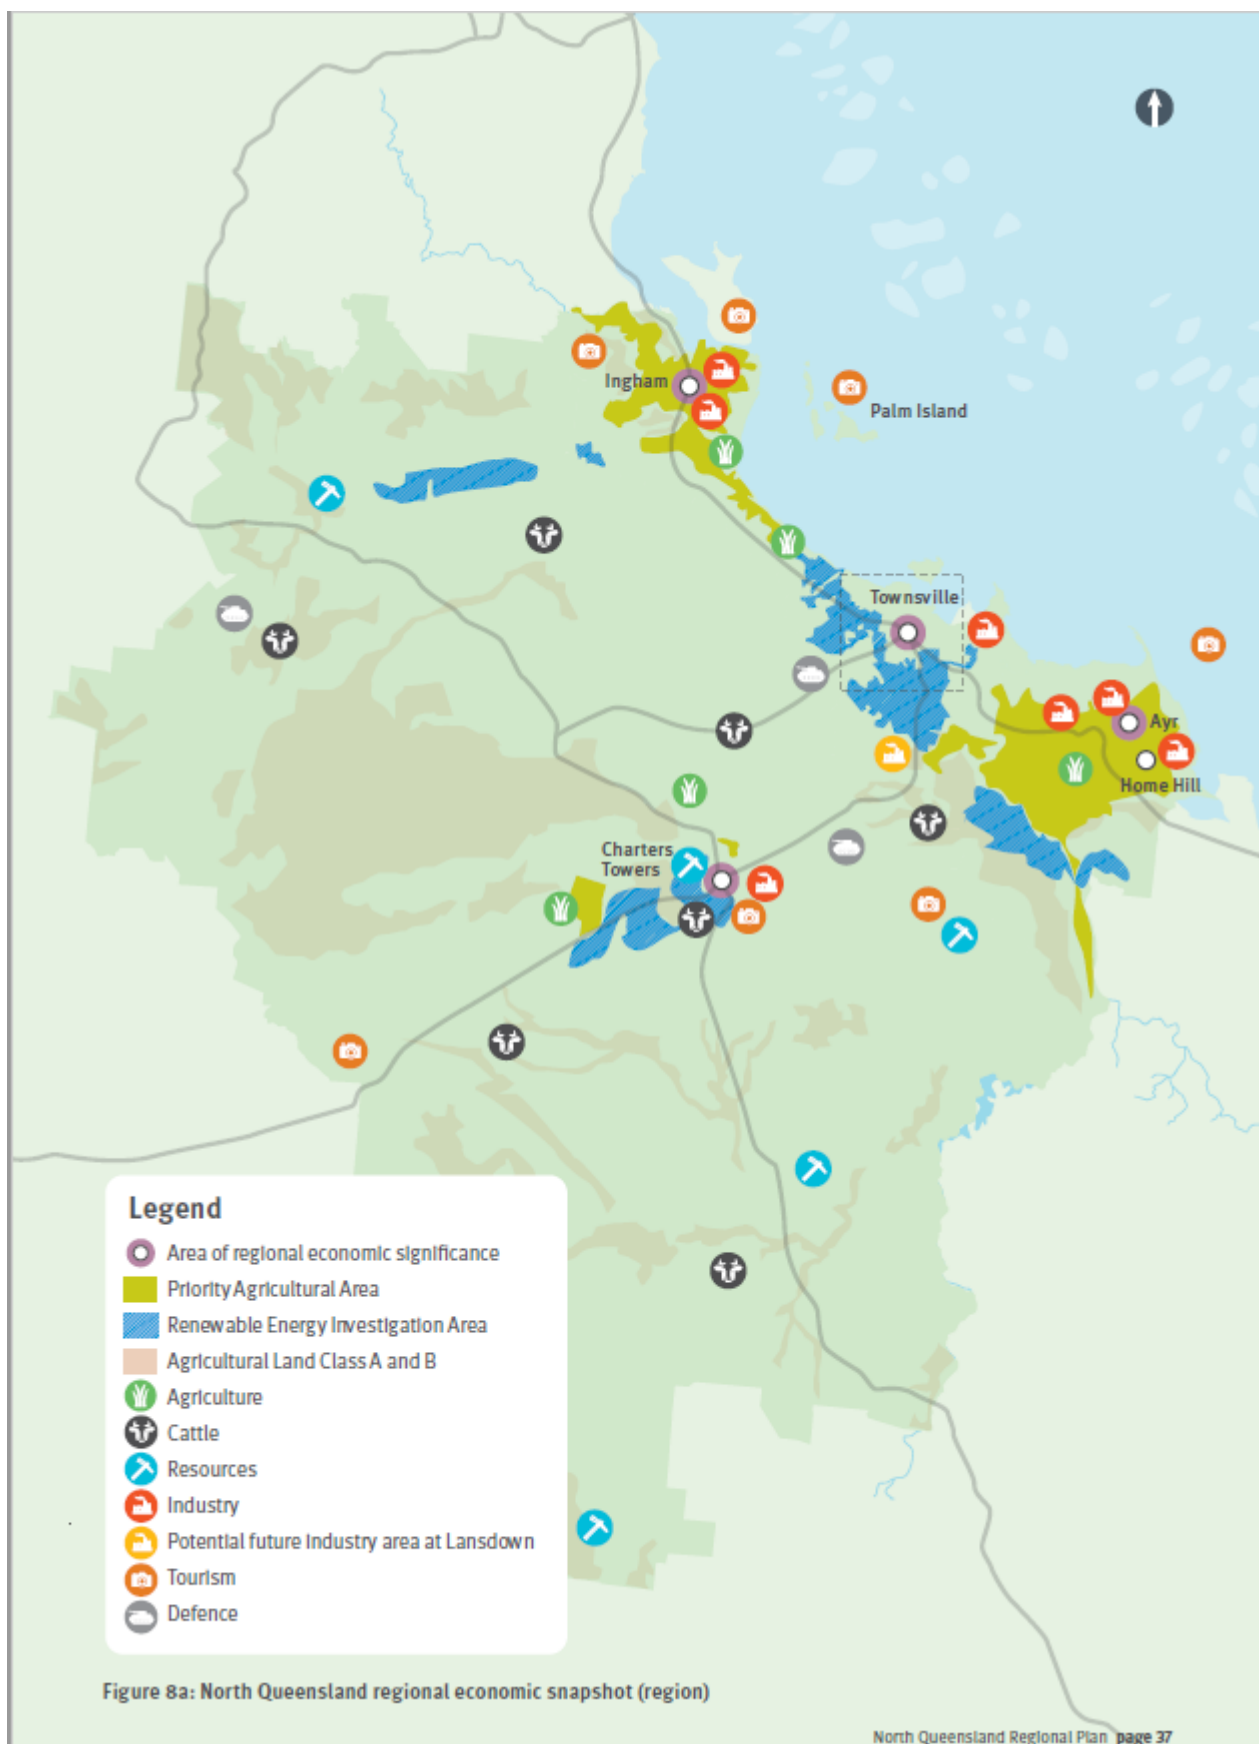 Ingham
Palm Island
Townsville
Ayr
Home Hill
Charters
Towers
Legend
Area of regional economic significance
Priority Agricultural Area
Renewable Energy Investigation Area
Agricultural Land Class A and B
Agriculture
Cattle
Resources
Industry
Potential future industry area at Lansdown
Tourism
Defence
Figure 8a: North Queensland regional economic snapshot (region)
North Queensland Regional Plan page 37